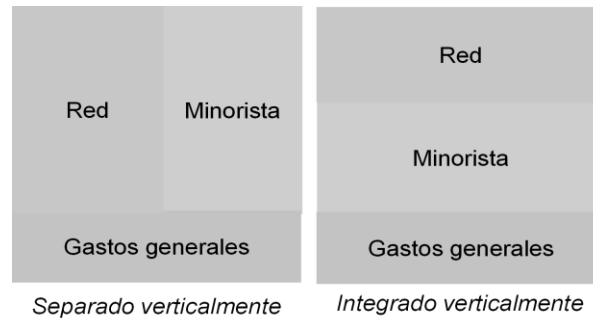 Red
Minorista
Gastos generales
Separado verticalmente
Red
Minorista
Gastos generales
Integrado verticalmente